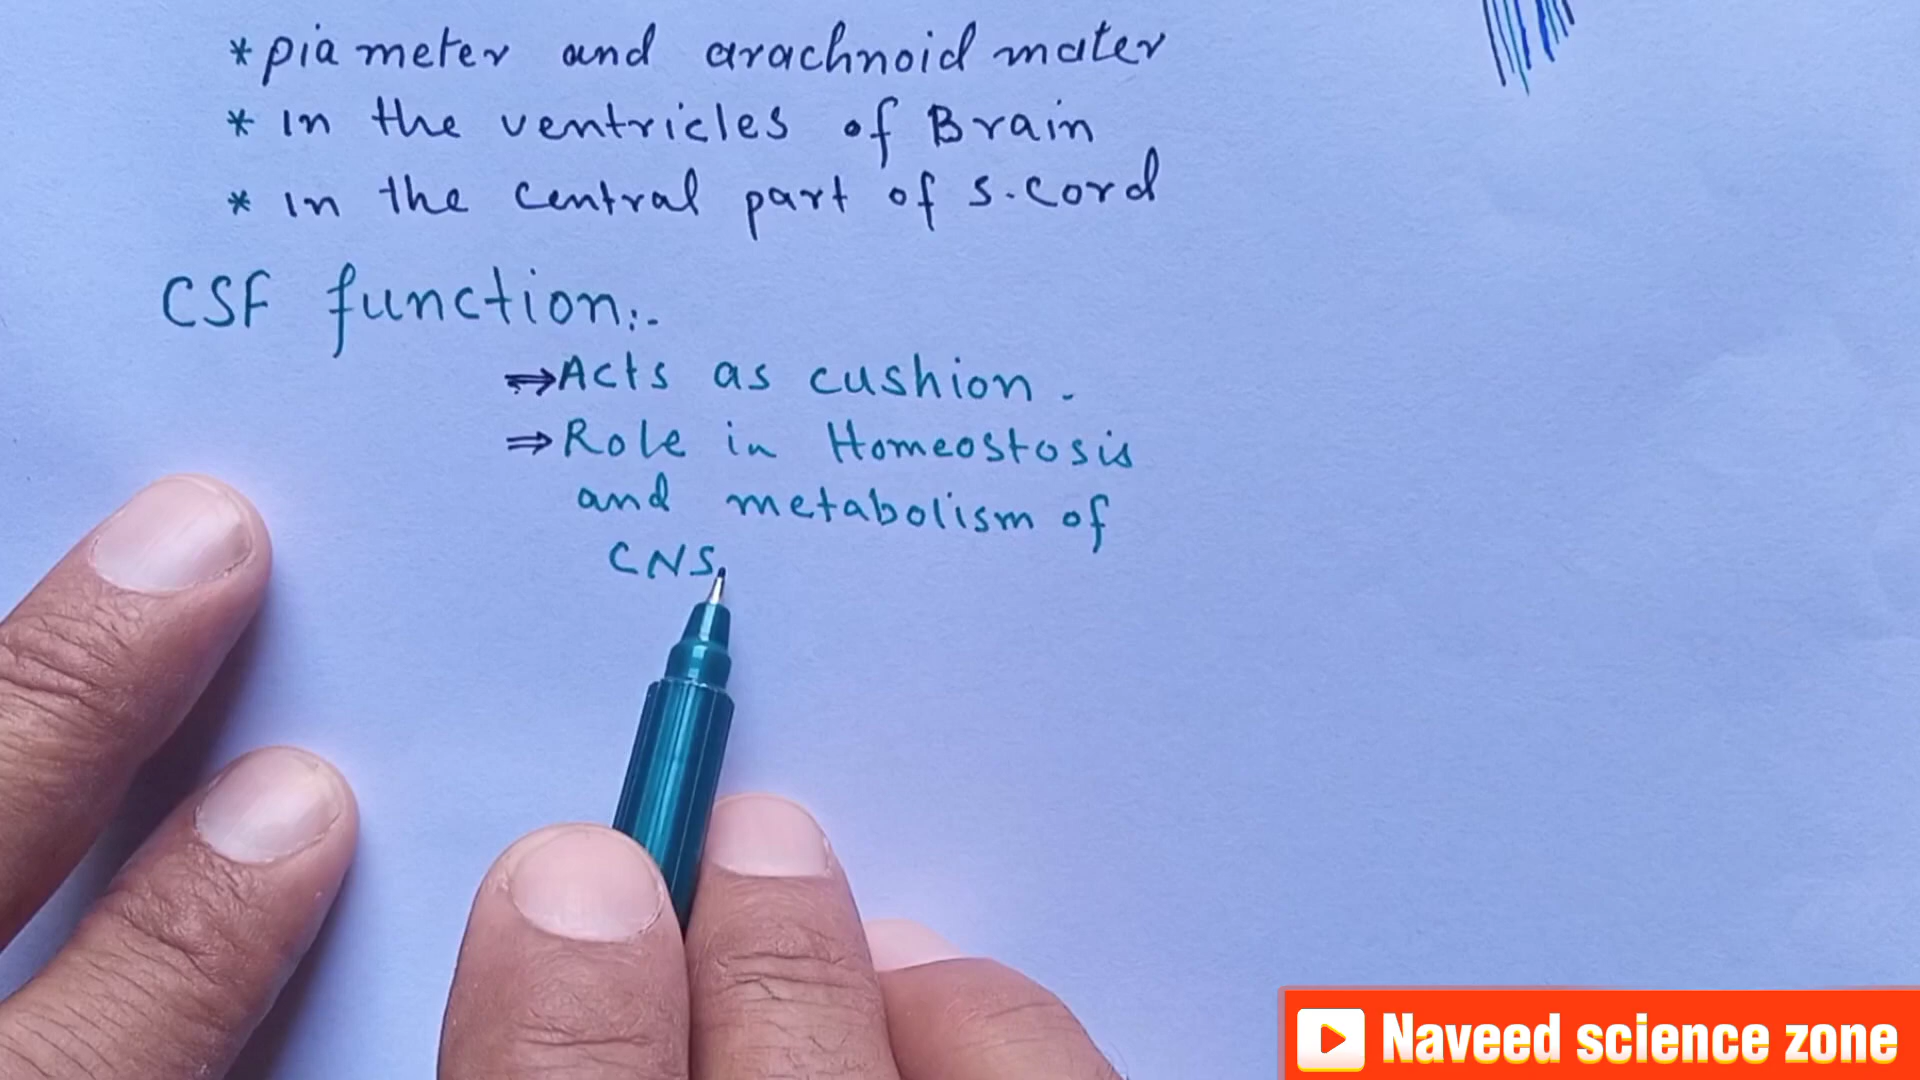 * pia meter and arachnoid mater
* in the ventricles of Brain
* in the central part of s.cord
CSF function:-
⇒ Acts as cushion.
⇒ Role in Homeostosis
and metabolism of
CNS
Naveed science zone